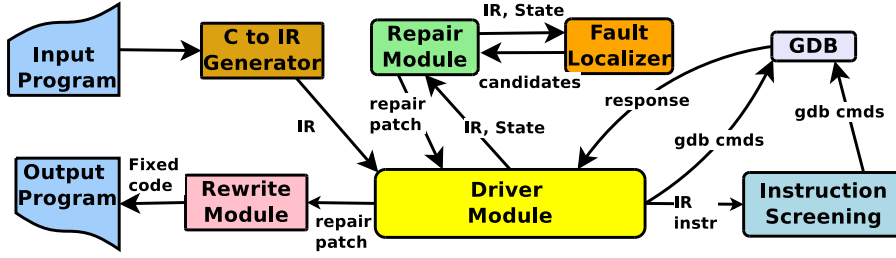 Input
Program
C to IR
Generator
IR
Repair
Module
IR, State
candidates
Fault
Localizer
GDB
repair
patch
IR, State
response
gdb cmds
gdb cmds
Output
Program
Fixed
code
Rewrite
Module
repair
patch
Driver
Module
IR
instr
Instruction
Screening